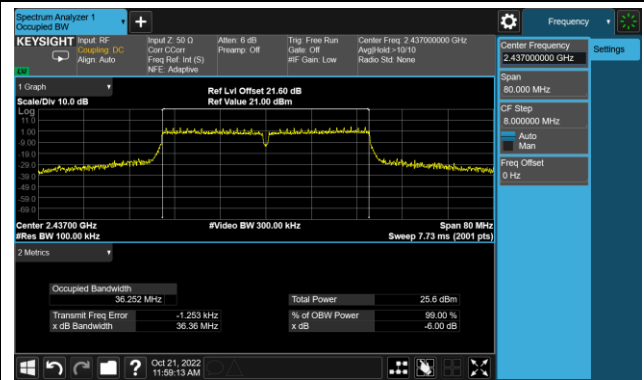 Spectrum Analyzer 1
Occupied BW
+
Frequency
KEYSIGHT
Input: RF
Coupling: DC
Align: Auto
Input Z: 50 Ω
Corr CCorr
Freq Ref: Int (S)
NFE: Adaptive
Atten: 6 dB
Preamp: Off
Trig: Free Run
Gate: Off
#IF Gain: Low
Center Freq: 2.437000000 GHz
Avg|Hold:>10/10
Radio Std: None
Center Frequency
2.437000000 GHz
Settings
Span
80.000 MHz
CF Step
8.000000 MHz
Auto
Man
Freq Offset
0 Hz
1 Graph
Scale/Div 10.0 dB
Ref Lvl Offset 21.60 dB
Ref Value 21.00 dBm
Log
11.0
1.00
-9.00
-19.0
-29.0
-39.0
-49.0
-59.0
-69.0
Center 2.43700 GHz
#Video BW 300.00 kHz
Span 80 MHz
#Res BW 100.00 kHz
Sweep 7.73 ms (2001 pts)
2 Metrics
Occupied Bandwidth
36.252 MHz
Total Power 25.6 dBm
Transmit Freq Error -1.253 kHz
% of OBW Power 99.00 %
x dB Bandwidth 36.36 MHz
x dB -6.00 dB
?
Oct 21, 2022
11:59:13 AM